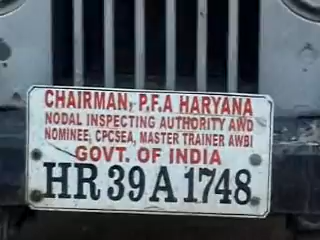 CHAIRMAN, P.F.A HARYANA
NODAL INSPECTING AUTHORITY AWD
NOMINEE, CPCSEA, MASTER TRAINER AWBI
GOVT. OF INDIA
HR 39 A 1748